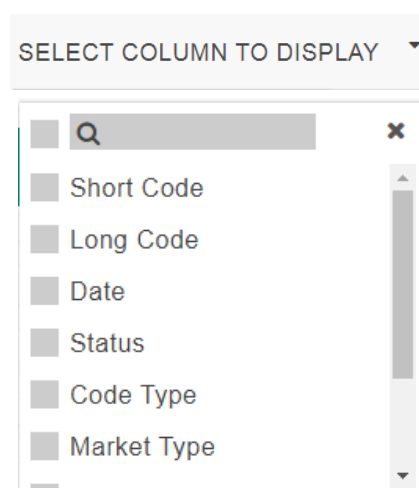 SELECT COLUMN TO DISPLAY
Short Code
Long Code
Date
Status
Code Type
Market Type